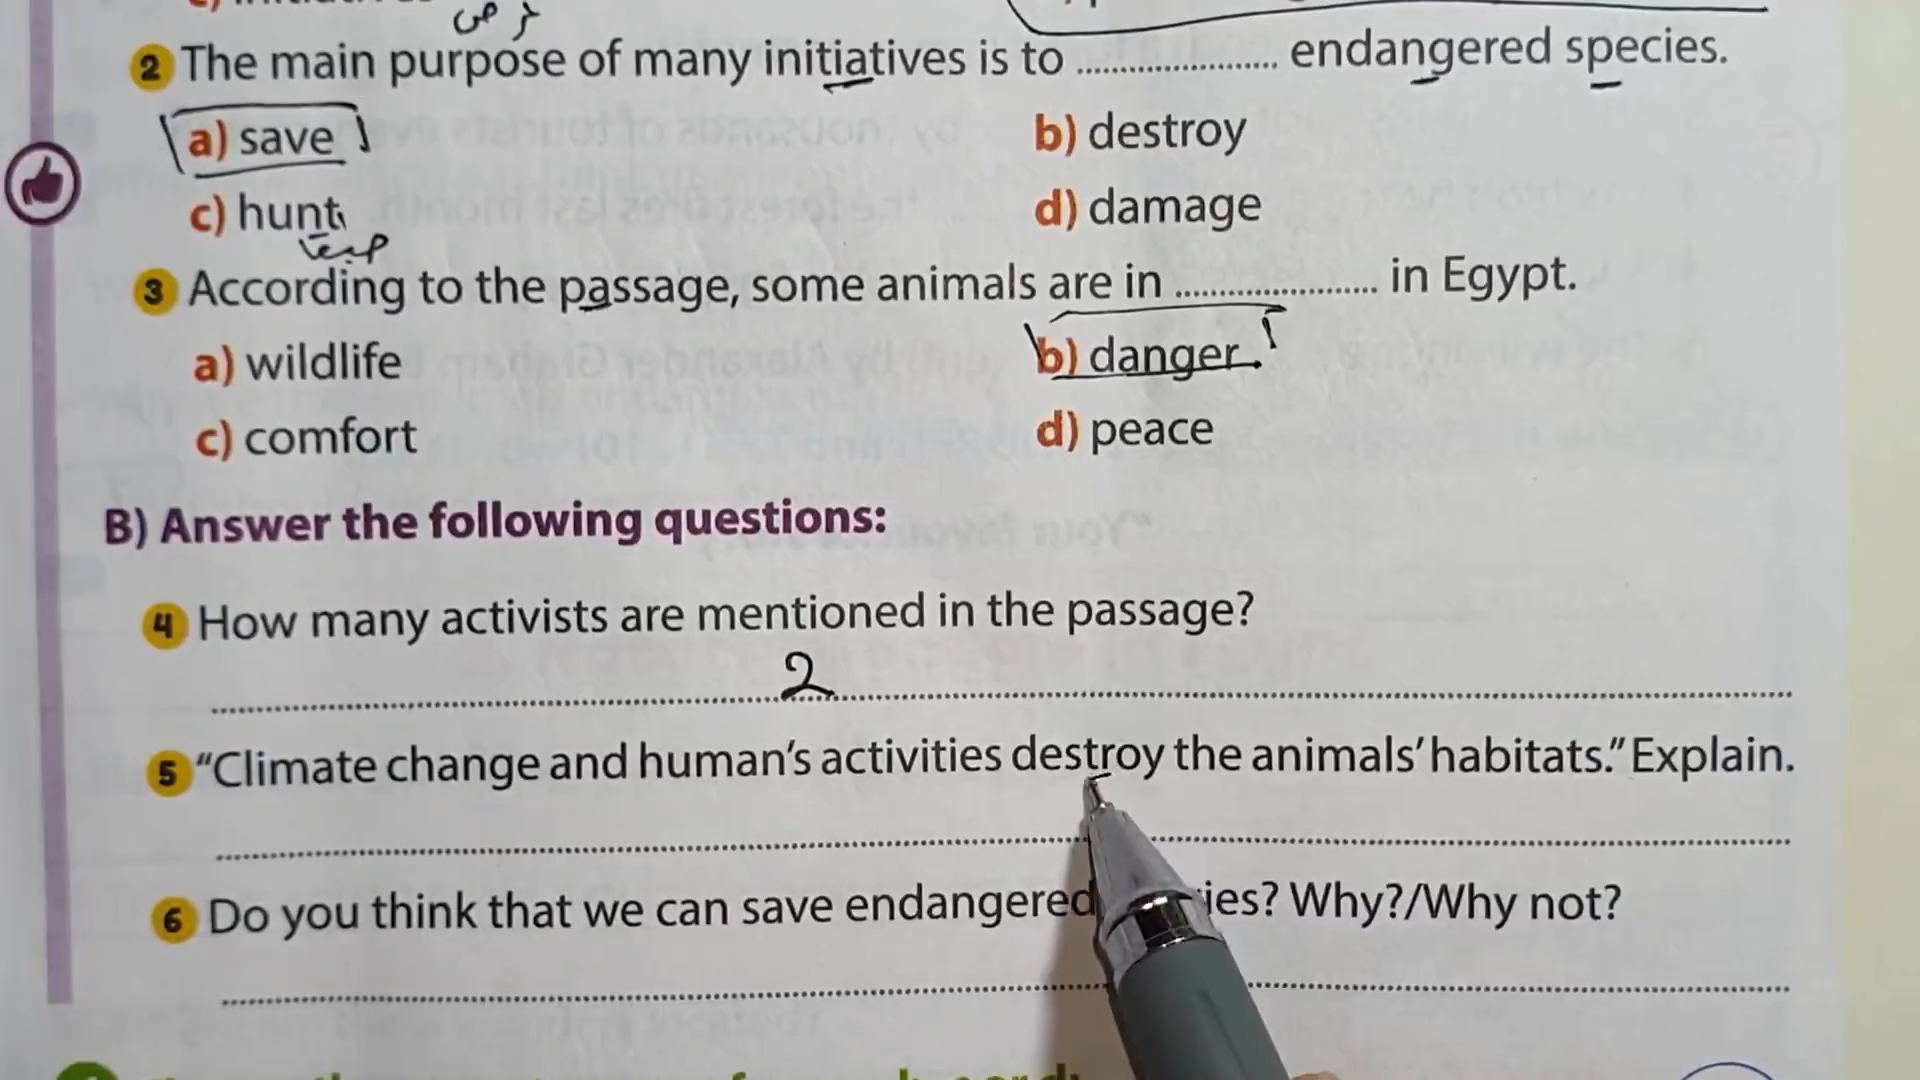 2 The main purpose of many initiatives is to .................... endangered species.
a) save
b) destroy
c) hunt
d) damage
3 According to the passage, some animals are in .................... in Egypt.
a) wildlife
b) danger
c) comfort
d) peace
B) Answer the following questions:
4 How many activists are mentioned in the passage?
2
5 "Climate change and human's activities destroy the animals' habitats." Explain.
6 Do you think that we can save endangered ies? Why?/Why not?